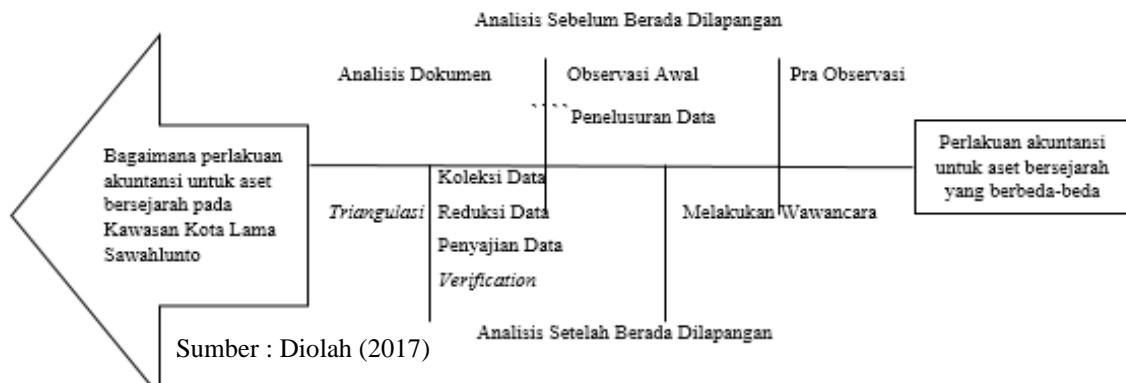 Analisis Sebelum Berada Dilapangan
Analisis Dokumen
Observasi Awal
Pra Observasi
Penelusuran Data
Bagaimana perlakuan
akuntansi untuk aset
bersejarah pada
Kawasan Kota Lama
Sawahlunto
Perlakuan akuntansi
untuk aset bersejarah
yang berbeda-beda
Koleksi Data
Triangulasi
Reduksi Data
Melakukan Wawancara
Penyajian Data
Verification
Analisis Setelah Berada Dilapangan
Sumber : Diolah (2017)